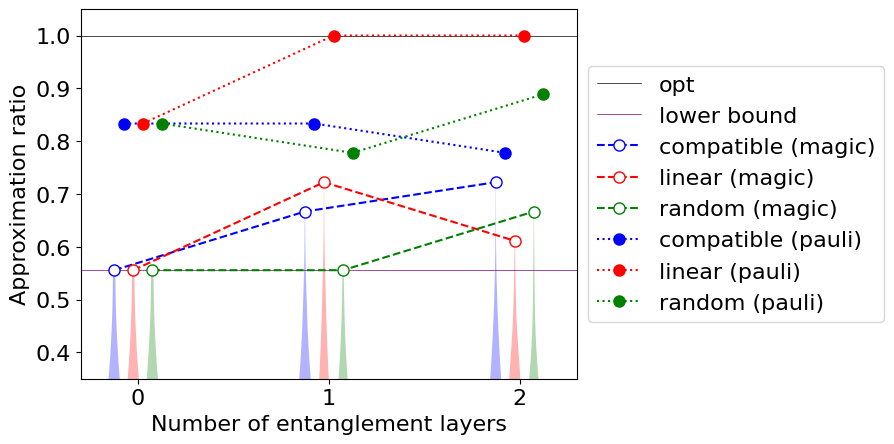 Approximation ratio
1.0
0.9
0.8
0.7
0.6
0.5
0.4
0
1
2
Number of entanglement layers
opt
lower bound
compatible (magic)
linear (magic)
random (magic)
compatible (pauli)
linear (pauli)
random (pauli)